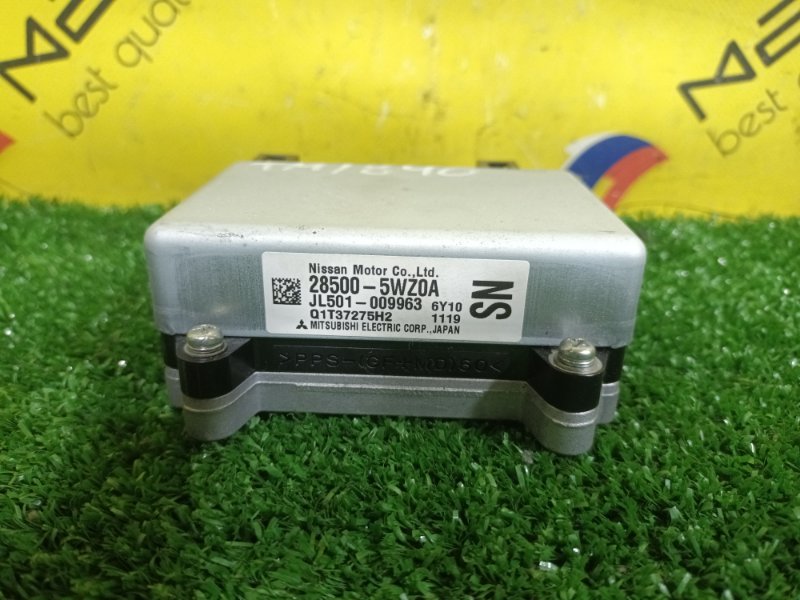 best qua
best
Nissan Motor Co.,Ltd.
28500-5WZ0A
JL501-009963 6Y10
Q1T37275H2 1119
MITSUBISHI ELECTRIC CORP.,JAPAN
SN